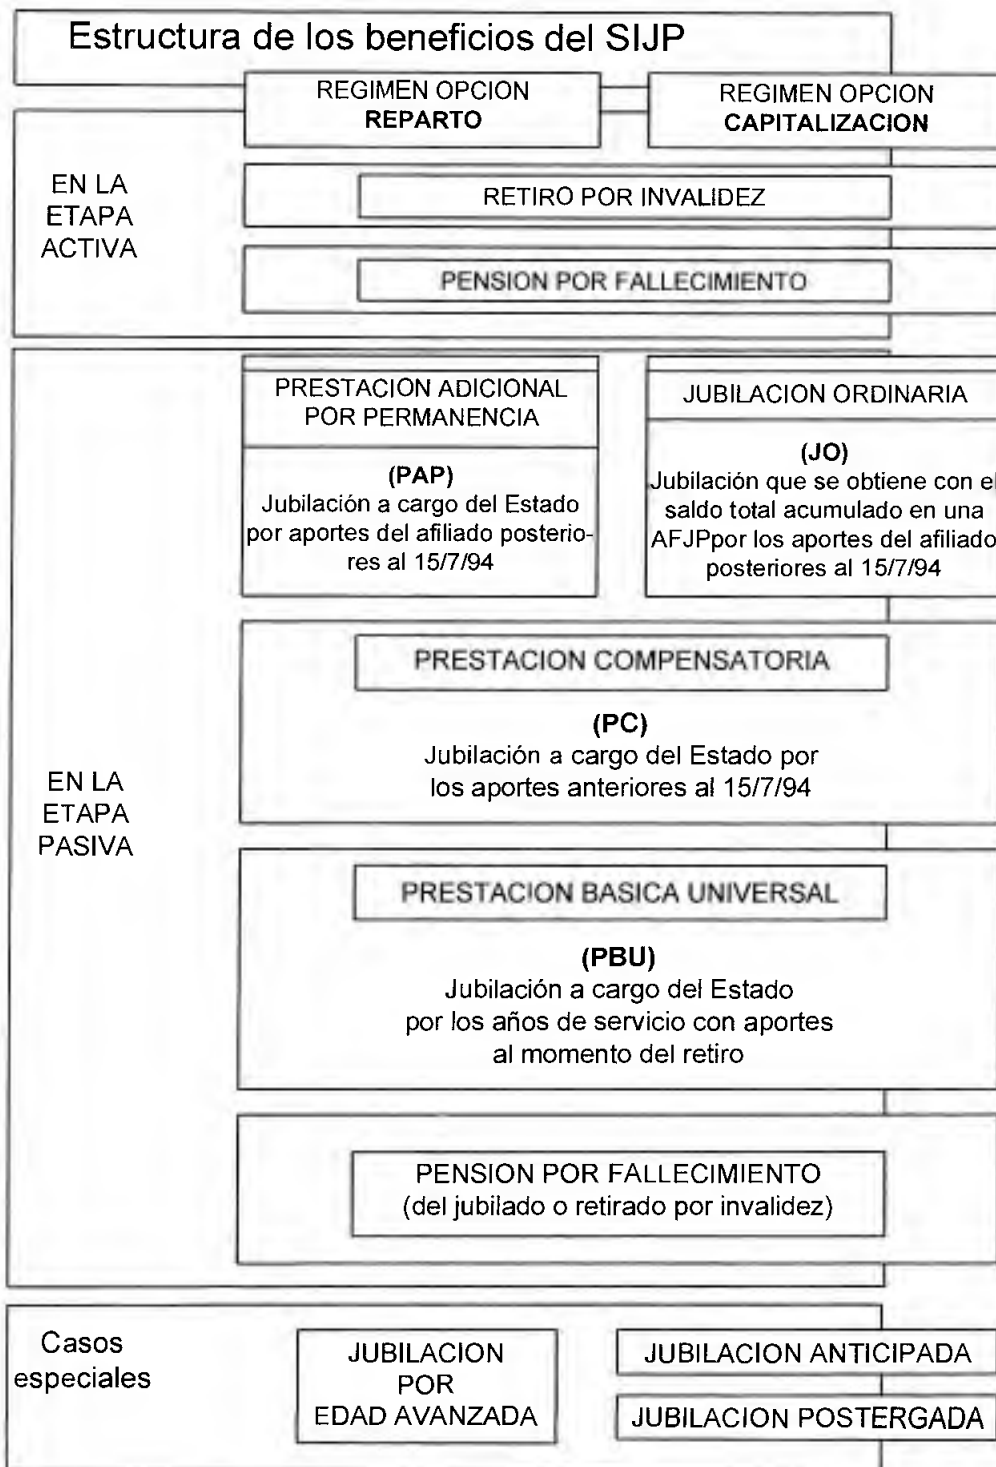 Estructura de los beneficios del SIJP
REGIMEN OPCION
REPARTO
REGIMEN OPCION
CAPITALIZACION
EN LA
ETAPA
ACTIVA
RETIRO POR INVALIDEZ
PENSION POR FALLECIMIENTO
PRESTACION ADICIONAL
POR PERMANENCIA
(PAP)
Jubilación a cargo del Estado
por aportes del afiliado posterio-
res al 15/7/94
JUBILACION ORDINARIA
(JO)
Jubilación que se obtiene con el
saldo total acumulado en una
AFJPpor los aportes del afiliado
posteriores al 15/7/94
EN LA
ETAPA
PASIVA
PRESTACION COMPENSATORIA
(PC)
Jubilación a cargo del Estado por
los aportes anteriores al 15/7/94
PRESTACION BASICA UNIVERSAL
(PBU)
Jubilación a cargo del Estado
por los años de servicio con aportes
al momento del retiro
PENSION POR FALLECIMIENTO
(del jubilado o retirado por invalidez)
Casos
especiales
JUBILACION
POR
EDAD AVANZADA
JUBILACION ANTICIPADA
JUBILACION POSTERGADA